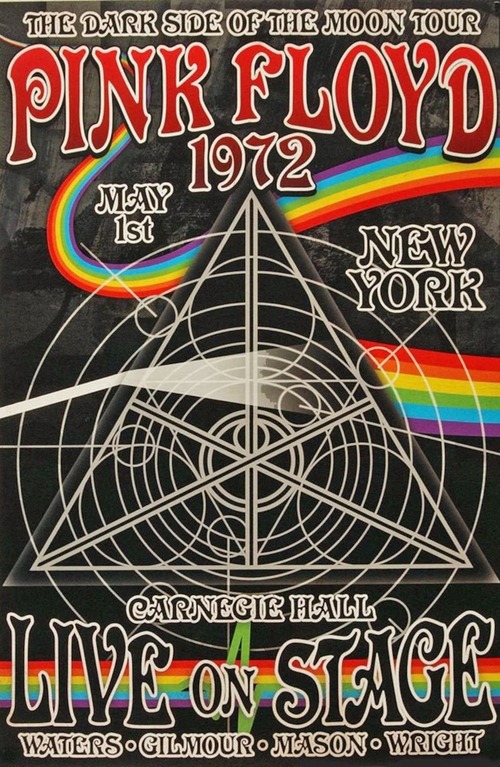 THE DARK SIDE OF THE MOON TOUR
PINK FLOYD
1972
MAY
1st
NEW
YORK
CARNEGIE HALL
LIVE ON STAGE
WATERS • GILMOUR • MASON • WRIGHT